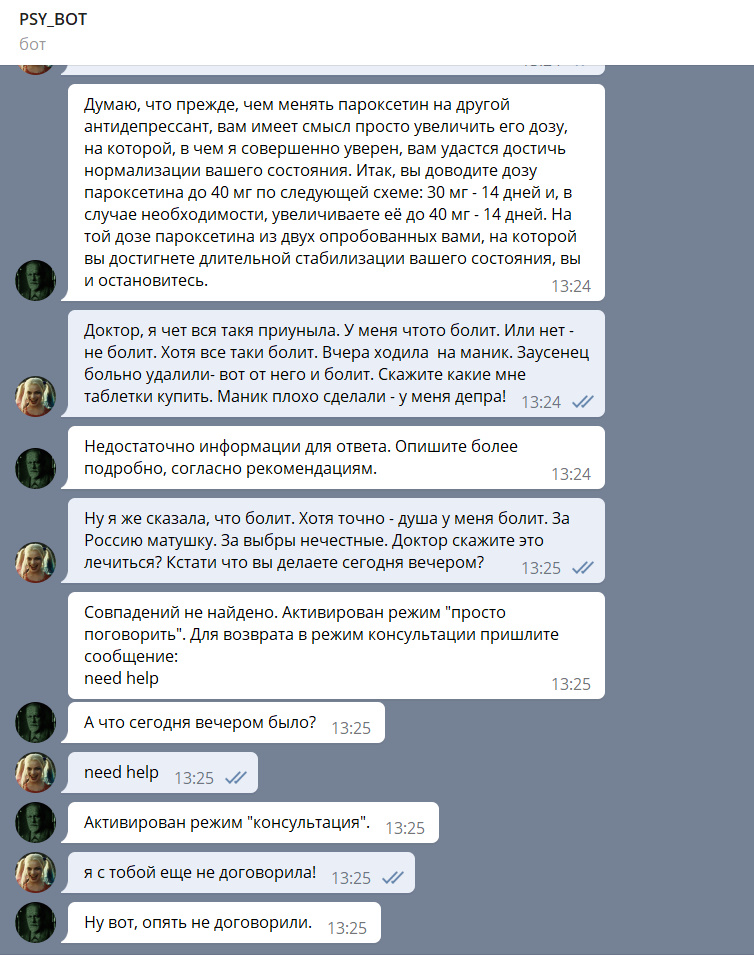 PSY_BOT
бот
Думаю, что прежде, чем менять пароксетин на другой
антидепрессант, вам имеет смысл просто увеличить его дозу,
на которой, в чем я совершенно уверен, вам удастся достичь
нормализации вашего состояния. Итак, вы доводите дозу
пароксетина до 40 мг по следующей схеме: 30 мг - 14 дней и, в
случае необходимости, увеличиваете её до 40 мг - 14 дней. На
той дозе пароксетина из двух опробованных вами, на которой
вы достигнете длительной стабилизации вашего состояния, вы
и остановитесь.
13:24
Доктор, я чет вся такя приуныла. У меня чтото болит. Или нет -
не болит. Хотя все таки болит. Вчера ходила на маник. Заусенец
больно удалили- вот от него и болит. Скажите какие мне
таблетки купить. Маник плохо сделали - у меня депра! 13:24
Недостаточно информации для ответа. Опишите более
подробно, согласно рекомендациям.
13:24
Ну я же сказала, что болит. Хотя точно - душа у меня болит. За
Россию матушку. За выбры нечестные. Доктор скажите это
лечиться? Кстати что вы делаете сегодня вечером? 13:25
Совпадений не найдено. Активирован режим "просто
поговорить". Для возврата в режим консультации пришлите
сообщение:
need help
13:25
А что сегодня вечером было? 13:25
need help 13:25
Активирован режим "консультация". 13:25
я с тобой еще не договорила! 13:25
Ну вот, опять не договорили. 13:25